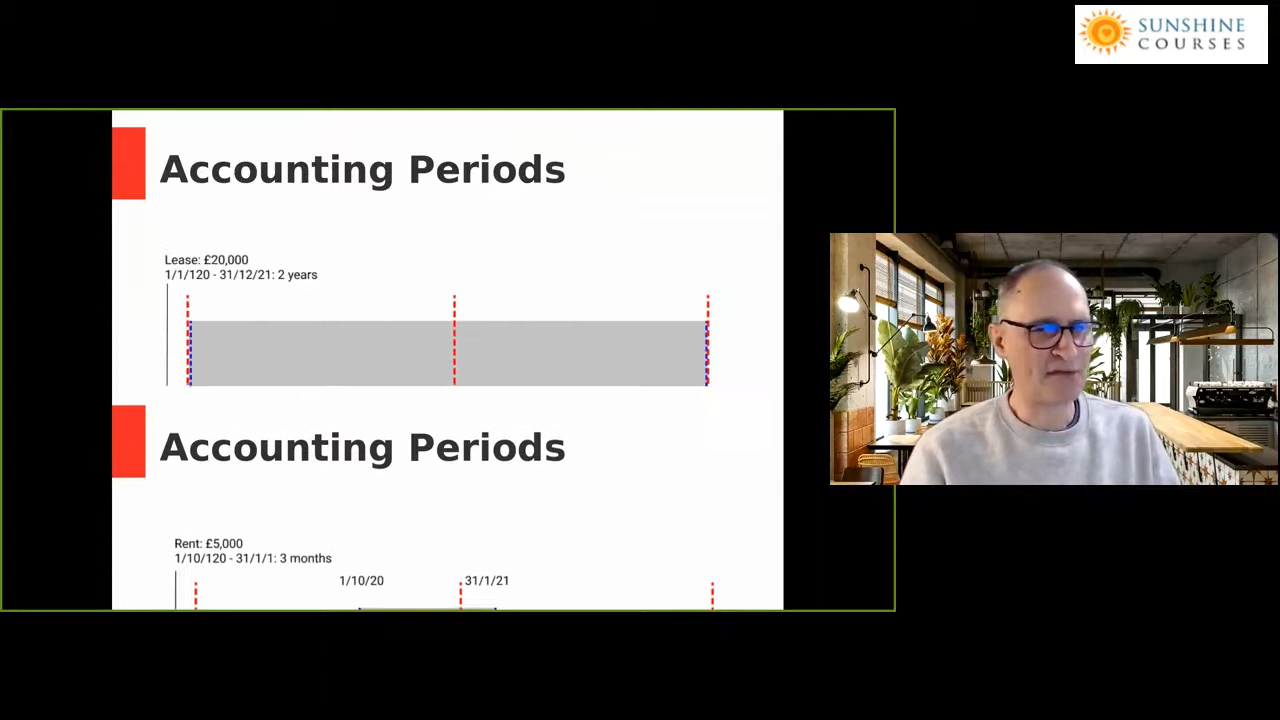 SUNSHINE
COURSES
Accounting Periods
Lease: £20,000
1/1/120 - 31/12/21: 2 years
Accounting Periods
Rent: £5,000
1/10/120 - 31/1/1: 3 months
1/10/20
31/1/21